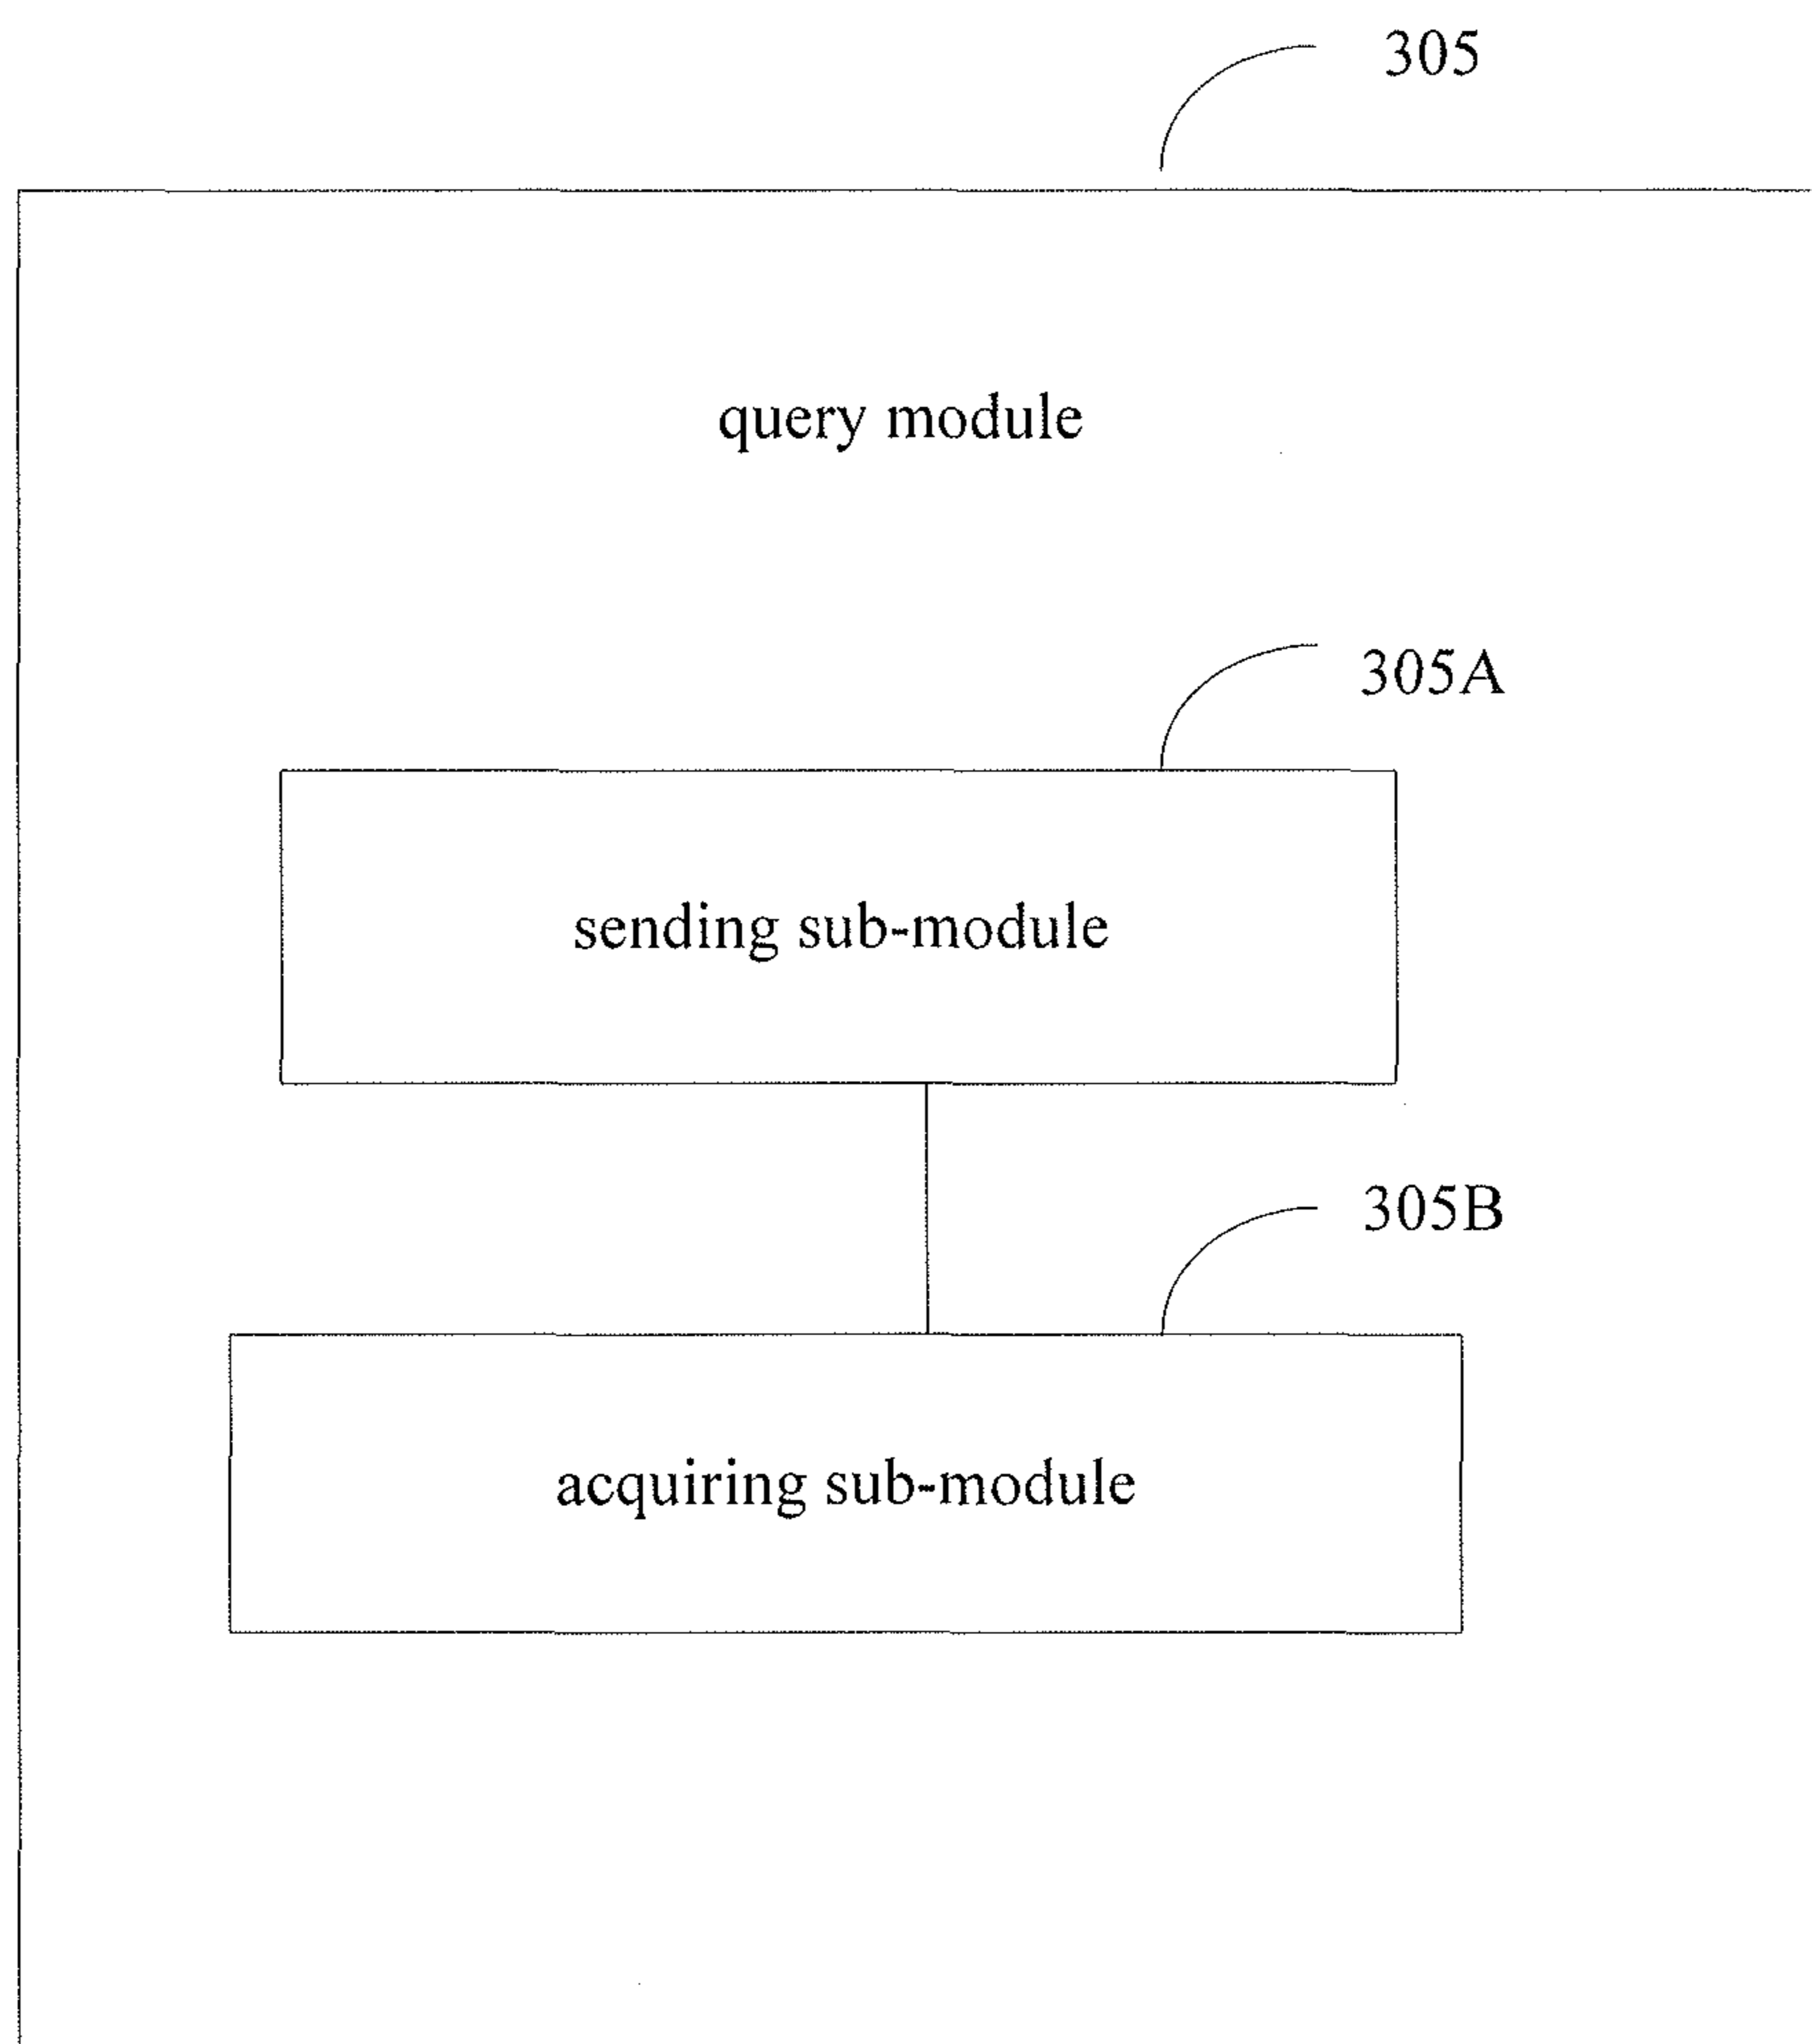 305
query module
305A
sending sub-module
305B
acquiring sub-module